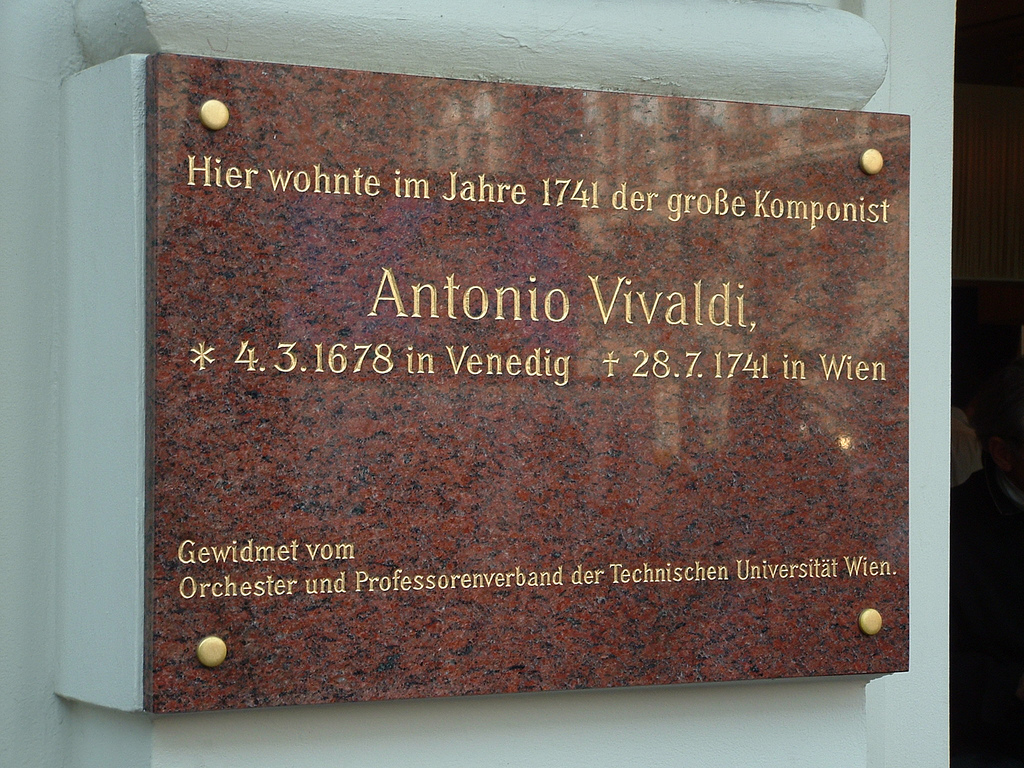 Hier wohnte im Jahre 1741 der große Komponist
Antonio Vivaldi,
* 4.3.1678 in Venedig † 28.7.1741 in Wien
Gewidmet vom
Orchester und Professorenverband der Technischen Universität Wien.